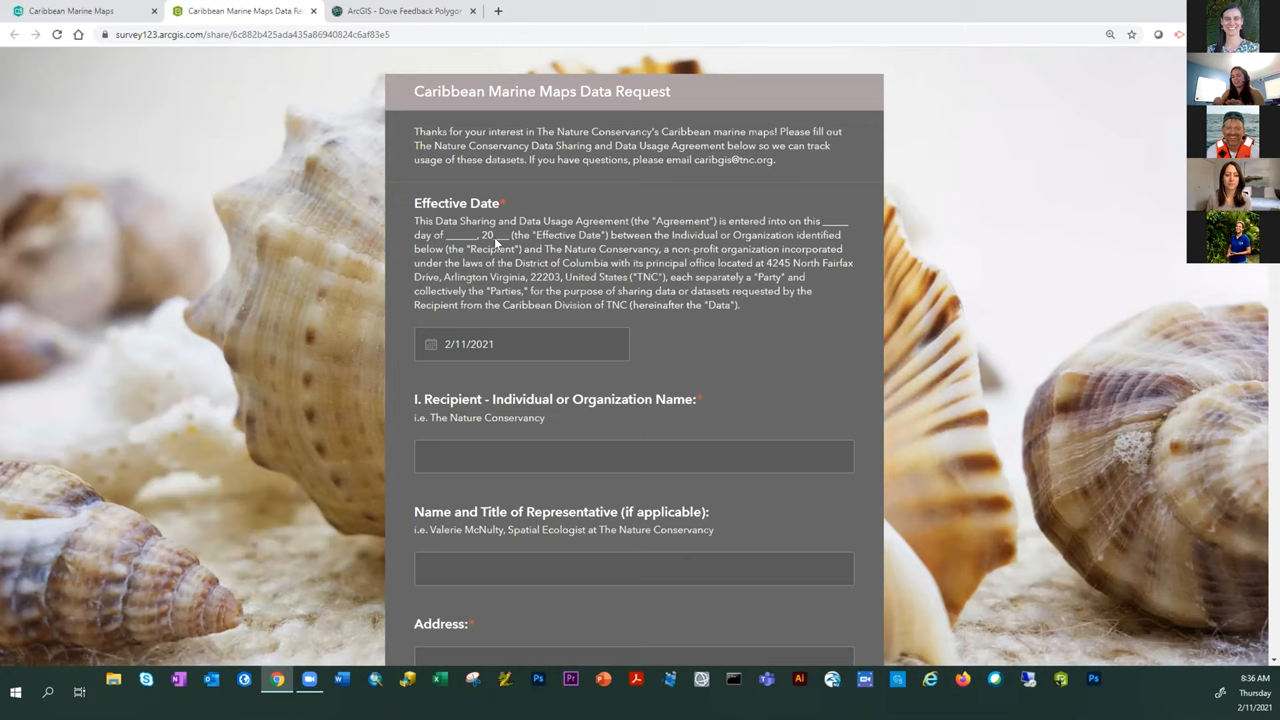 Caribbean Marine Maps
Caribbean Marine Maps Data Re
ArcGIS - Dove Feedback Polygon
survey123.arcgis.com/share/6c882b425ada435a86940824c6af83e5
Caribbean Marine Maps Data Request
Thanks for your interest in The Nature Conservancy's Caribbean marine maps! Please fill out
The Nature Conservancy Data Sharing and Data Usage Agreement below so we can track
usage of these datasets. If you have questions, please email caribgis@tnc.org.
Effective Date*
This Data Sharing and Data Usage Agreement (the "Agreement") is entered into on this _____
day of ______, 20___ (the "Effective Date") between the Individual or Organization identified
below (the "Recipient") and The Nature Conservancy, a non-profit organization incorporated
under the laws of the District of Columbia with its principal office located at 4245 North Fairfax
Drive, Arlington Virginia, 22203, United States ("TNC"), each separately a "Party" and
collectively the "Parties," for the purpose of sharing data or datasets requested by the
Recipient from the Caribbean Division of TNC (hereinafter the "Data").
2/11/2021
I. Recipient - Individual or Organization Name:*
i.e. The Nature Conservancy
Name and Title of Representative (if applicable):
i.e. Valerie McNulty, Spatial Ecologist at The Nature Conservancy
Address:*
8:36 AM
Thursday
2/11/2021